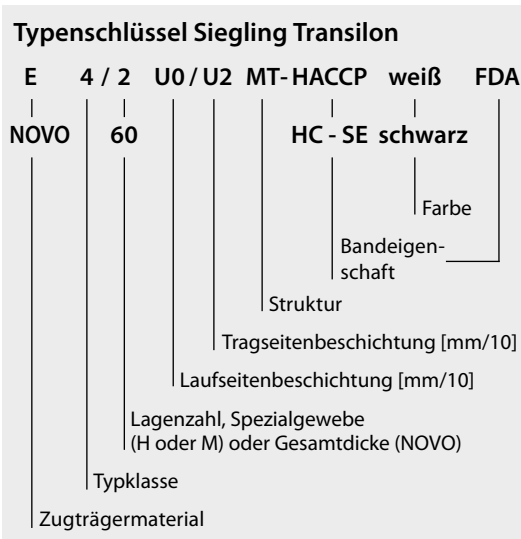 Typenschlüssel Siegling Transilon
E 4 / 2 U0 / U2 MT- HACCP weiß FDA
NOVO 60 HC - SE schwarz
Farbe
Bandeigen-
schaft
Struktur
Tragseitenbeschichtung [mm/10]
Laufseitenbeschichtung [mm/10]
Lagenzahl, Spezialgewebe
(H oder M) oder Gesamtdicke (NOVO)
Typklasse
Zugträgermaterial